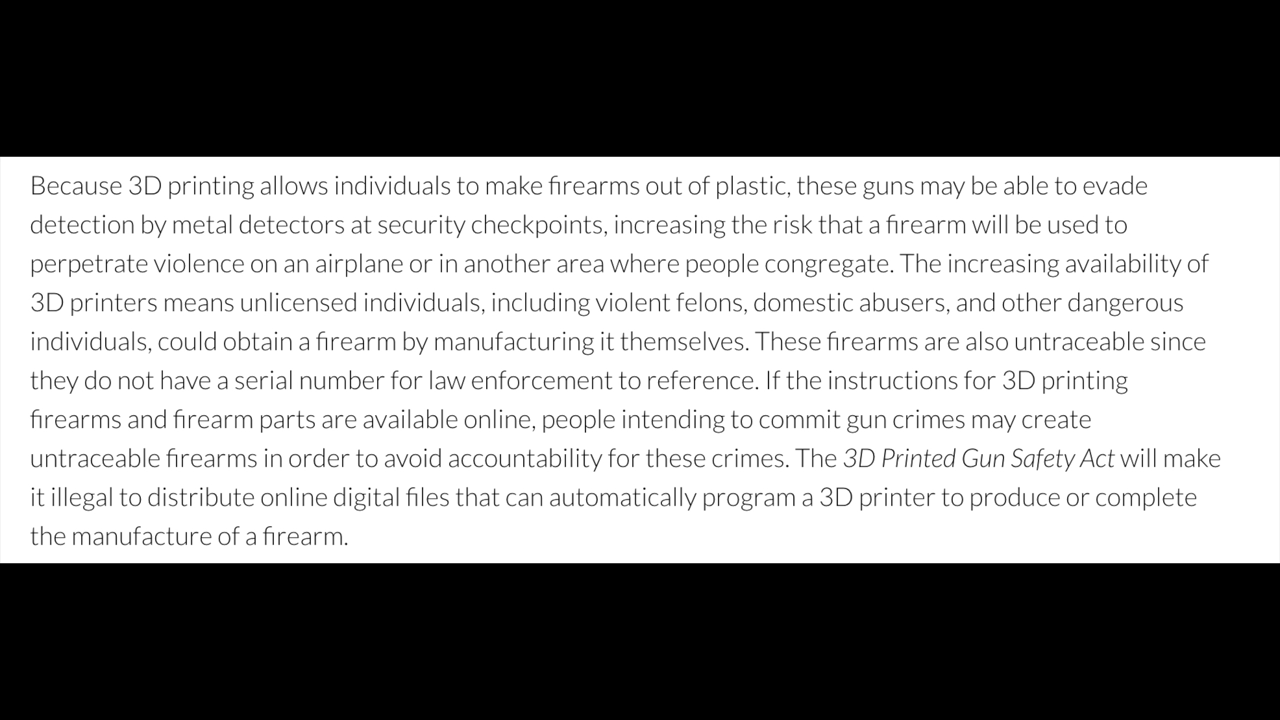 Because 3D printing allows individuals to make firearms out of plastic, these guns may be able to evade
detection by metal detectors at security checkpoints, increasing the risk that a firearm will be used to
perpetrate violence on an airplane or in another area where people congregate. The increasing availability of
3D printers means unlicensed individuals, including violent felons, domestic abusers, and other dangerous
individuals, could obtain a firearm by manufacturing it themselves. These firearms are also untraceable since
they do not have a serial number for law enforcement to reference. If the instructions for 3D printing
firearms and firearm parts are available online, people intending to commit gun crimes may create
untraceable firearms in order to avoid accountability for these crimes. The 3D Printed Gun Safety Act will make
it illegal to distribute online digital files that can automatically program a 3D printer to produce or complete
the manufacture of a firearm.